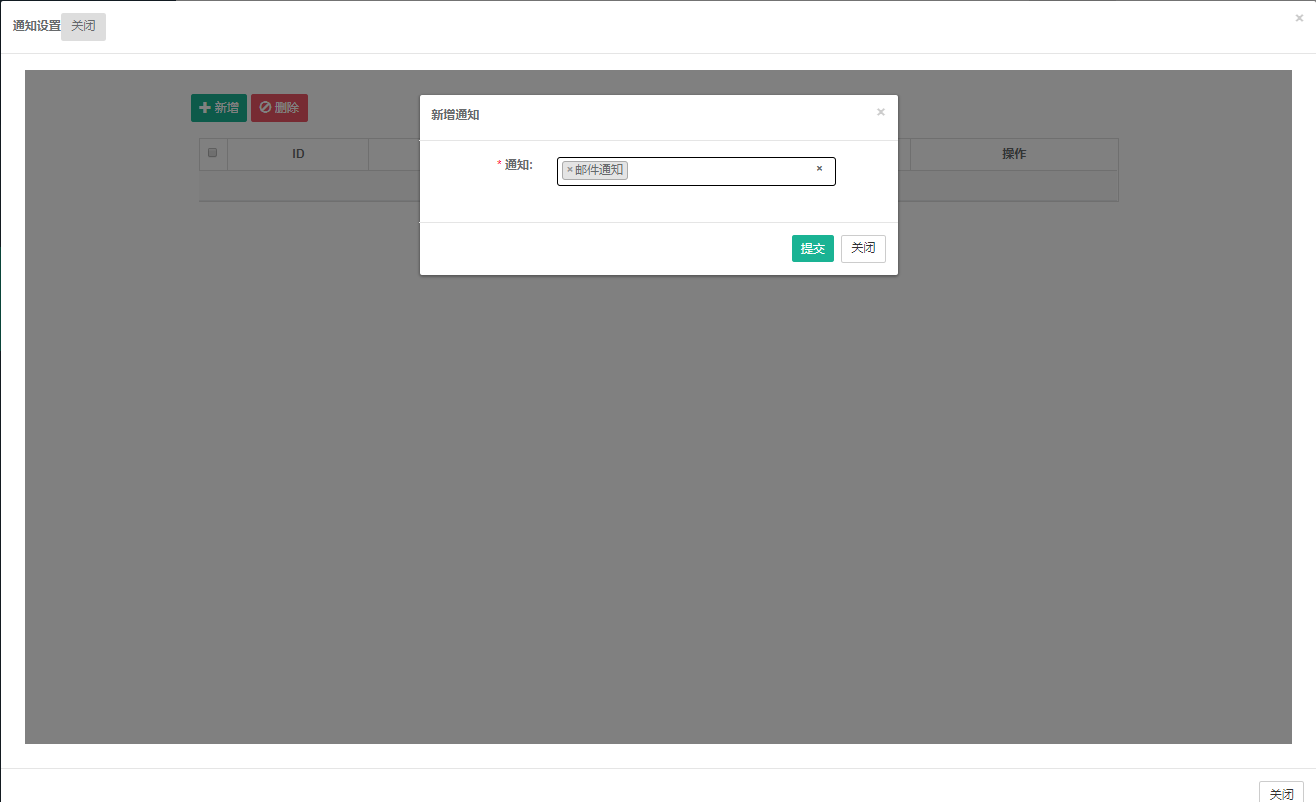 通知设置 关闭 ×
新增 删除
新增通知 ×
ID 操作
* 通知: ×邮件通知 ×
提交 关闭
关闭